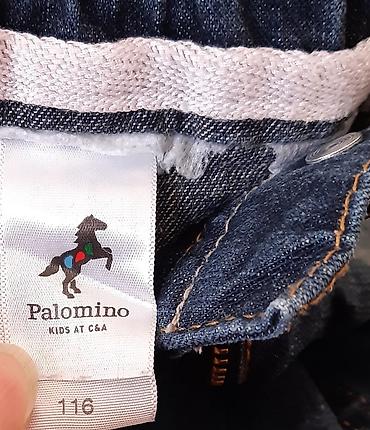 Palomino
KIDS AT C&A
116